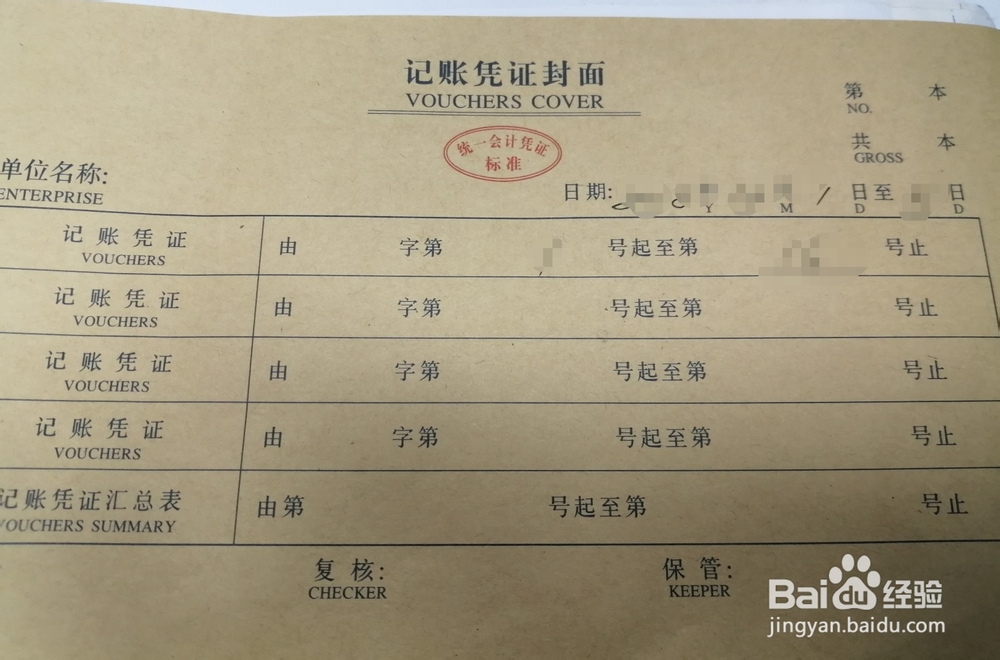 记账凭证封面
VOUCHERS COVER
第 本
NO.
共 本
GROSS
统一会计凭证
标准
单位名称:
ENTERPRISE
日期: / 日至 日
Y M D D
记账凭证 由 字第 号起至第 号止
VOUCHERS
记账凭证 由 字第 号起至第 号止
VOUCHERS
记账凭证 由 字第 号起至第 号止
VOUCHERS
记账凭证 由 字第 号起至第 号止
VOUCHERS
记账凭证汇总表 由第 号起至第 号止
VOUCHERS SUMMARY
复核: 保管:
CHECKER KEEPER
Baidu经验
jingyan.baidu.com